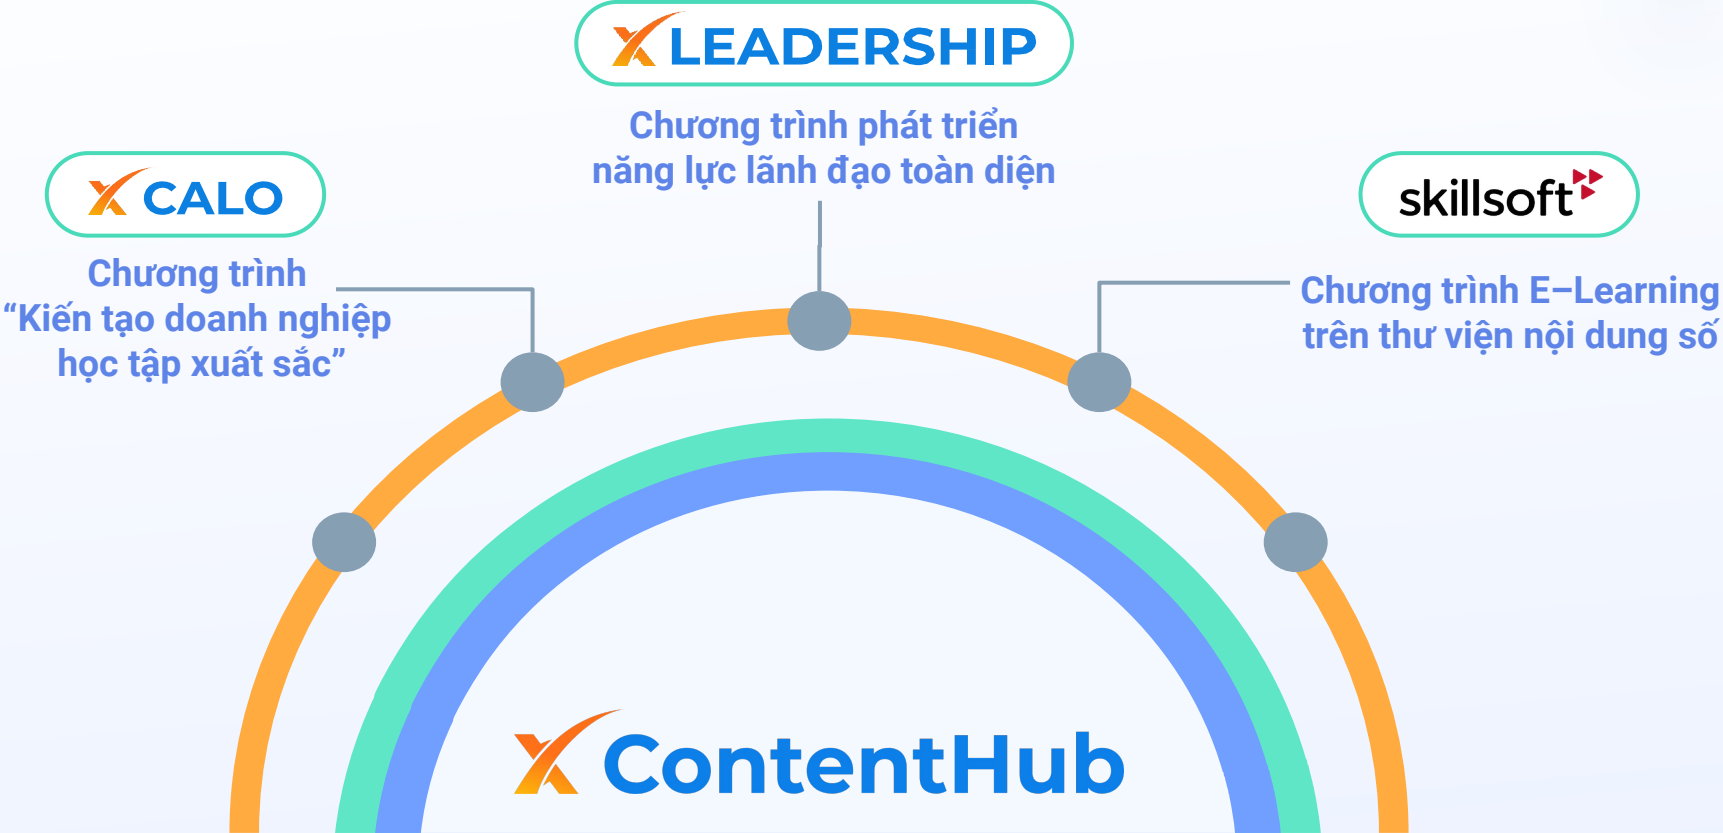 X LEADERSHIP
Chương trình phát triển
năng lực lãnh đạo toàn diện
X CALO
Chương trình
“Kiến tạo doanh nghiệp
học tập xuất sắc”
skillsoft
Chương trình E–Learning
trên thư viện nội dung số
X ContentHub